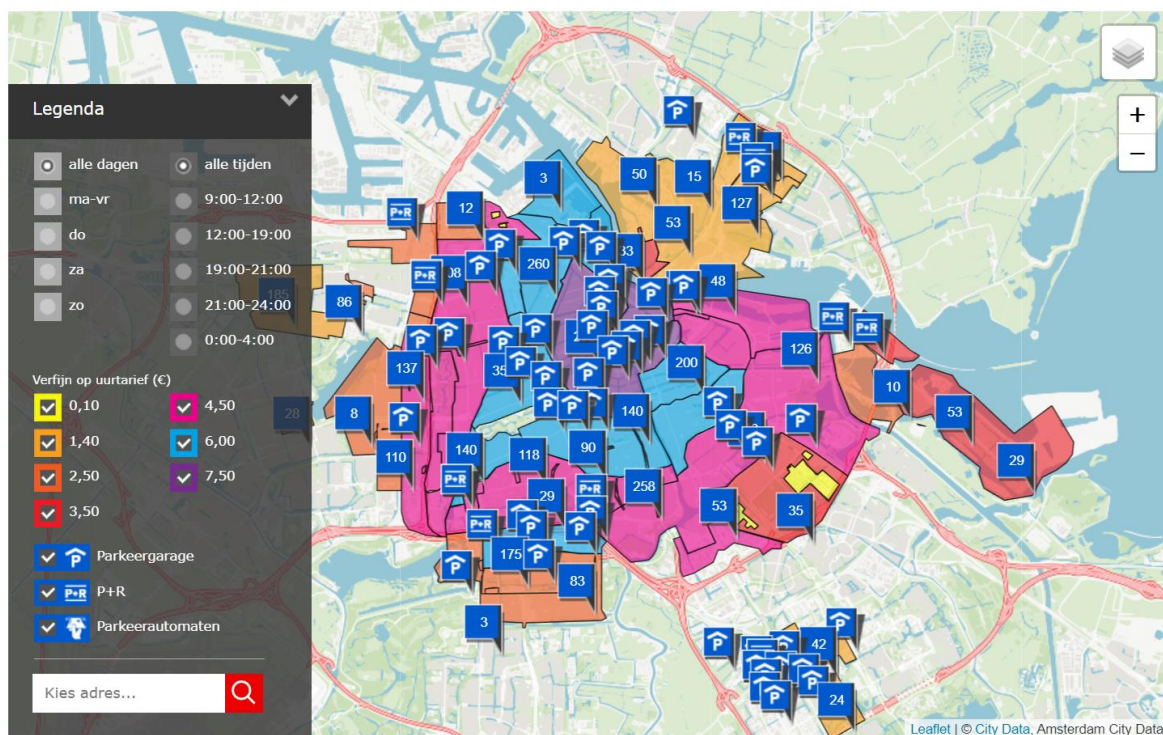 Legenda
alle dagen
alle tijden
ma-vr
9:00-12:00
do
12:00-19:00
za
19:00-21:00
zo
21:00-24:00
0:00-4:00
Verfijn op uurtarief (€)
0,10
4,50
1,40
6,00
2,50
7,50
3,50
P Parkeergarage
P+R P+R
Parkeerautomaten
Kies adres...
+
−
P
P+R
P
3
50
15
127
12
53
P+R
260
P+R
48
185
86
126
P+R
P+R
137
200
10
28
8
140
53
110
140
118
90
29
P+R
P+R
258
29
53
35
P+R
175
83
3
42
24
Leaflet | © City Data, Amsterdam City Data